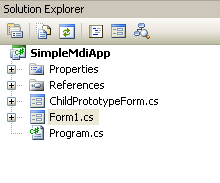 Solution Explorer
SimpleMdiApp
Properties
References
ChildPrototypeForm.cs
Form1.cs
Program.cs